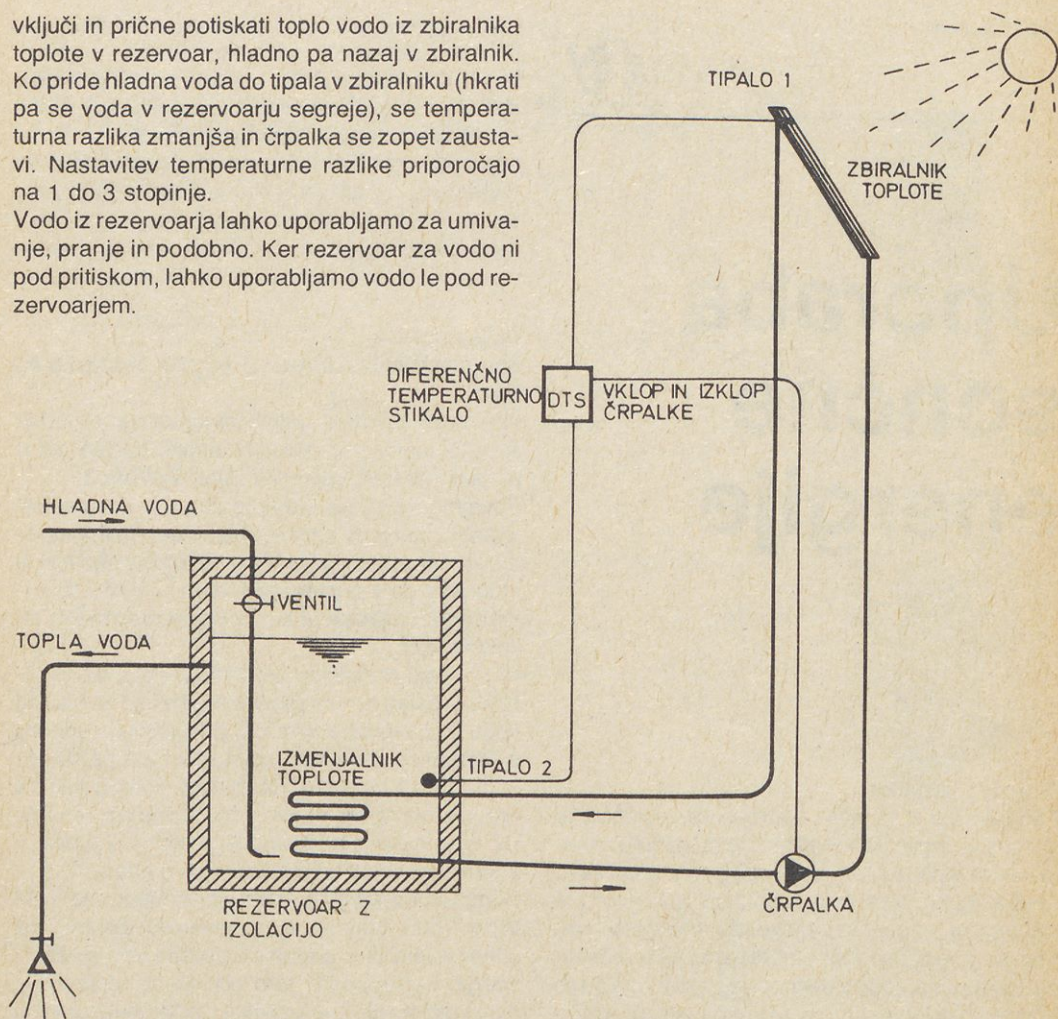 vključi in prične potiskati toplo vodo iz zbiralnika
toplote v rezervoar, hladno pa nazaj v zbiralnik.
Ko pride hladna voda do tipala v zbiralniku (hkrati
pa se voda v rezervoarju segreje), se tempera-
turna razlika zmanjša in črpalka se zopet zausta-
vi. Nastavitev temperaturne razlike priporočajo
na 1 do 3 stopinje.
Vodo iz rezervoarja lahko uporabljamo za umiva-
nje, pranje in podobno. Ker rezervoar za vodo ni
pod pritiskom, lahko uporabljamo vodo le pod re-
zervoarjem.
TIPALO 1
ZBIRALNIK
TOPLOTE
DIFERENČNO
TEMPERATURNO
STIKALO
DTS
VKLOP IN IZKLOP
ČRPALKE
HLADNA VODA
VENTIL
TOPLA VODA
IZMENJALNIK
TOPLOTE
TIPALO 2
REZERVOAR Z
IZOLACIJO
ČRPALKA